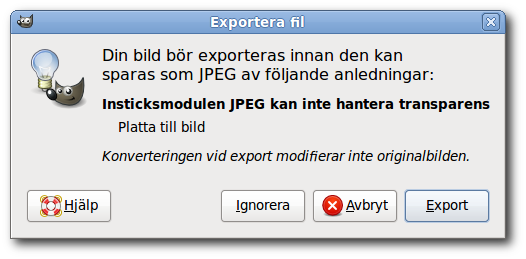 Exportera fil
Din bild bör exporteras innan den kan
sparas som JPEG av följande anledningar:
Insticksmodulen JPEG kan inte hantera transparens
Platta till bild
Konverteringen vid export modifierar inte originalbilden.
Hjälp
Ignorera
Avbryt
Export